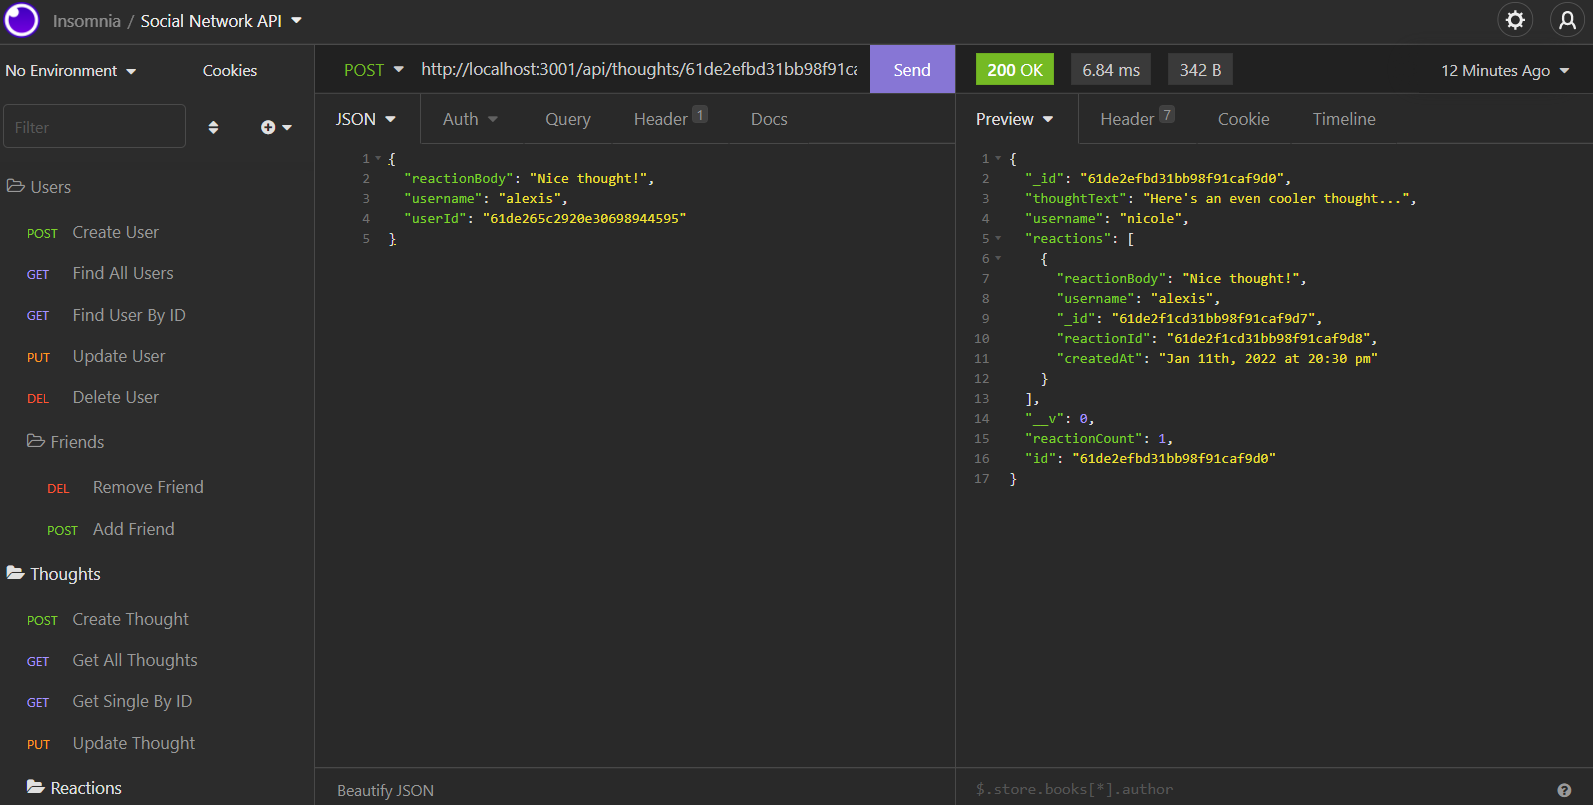 Insomnia / Social Network API
No Environment
Cookies
Filter
Users
POST Create User
GET Find All Users
GET Find User By ID
PUT Update User
DEL Delete User
Friends
DEL Remove Friend
POST Add Friend
Thoughts
POST Create Thought
GET Get All Thoughts
GET Get Single By ID
PUT Update Thought
Reactions
POST http://localhost:3001/api/thoughts/61de2efbd31bb98f91ca Send
JSON Auth Query Header 1 Docs
1 {
2 "reactionBody": "Nice thought!",
3 "username": "alexis",
4 "userId": "61de265c2920e30698944595"
5 }
Beautify JSON
200 OK 6.84 ms 342 B 12 Minutes Ago
Preview Header 7 Cookie Timeline
1 {
2 "_id": "61de2efbd31bb98f91caf9d0",
3 "thoughtText": "Here's an even cooler thought...",
4 "username": "nicole",
5 "reactions": [
6 {
7 "reactionBody": "Nice thought!",
8 "username": "alexis",
9 "_id": "61de2f1cd31bb98f91caf9d7",
10 "reactionId": "61de2f1cd31bb98f91caf9d8",
11 "createdAt": "Jan 11th, 2022 at 20:30 pm"
12 }
13 ],
14 "__v": 0,
15 "reactionCount": 1,
16 "id": "61de2efbd31bb98f91caf9d0"
17 }
$.store.books[*].author